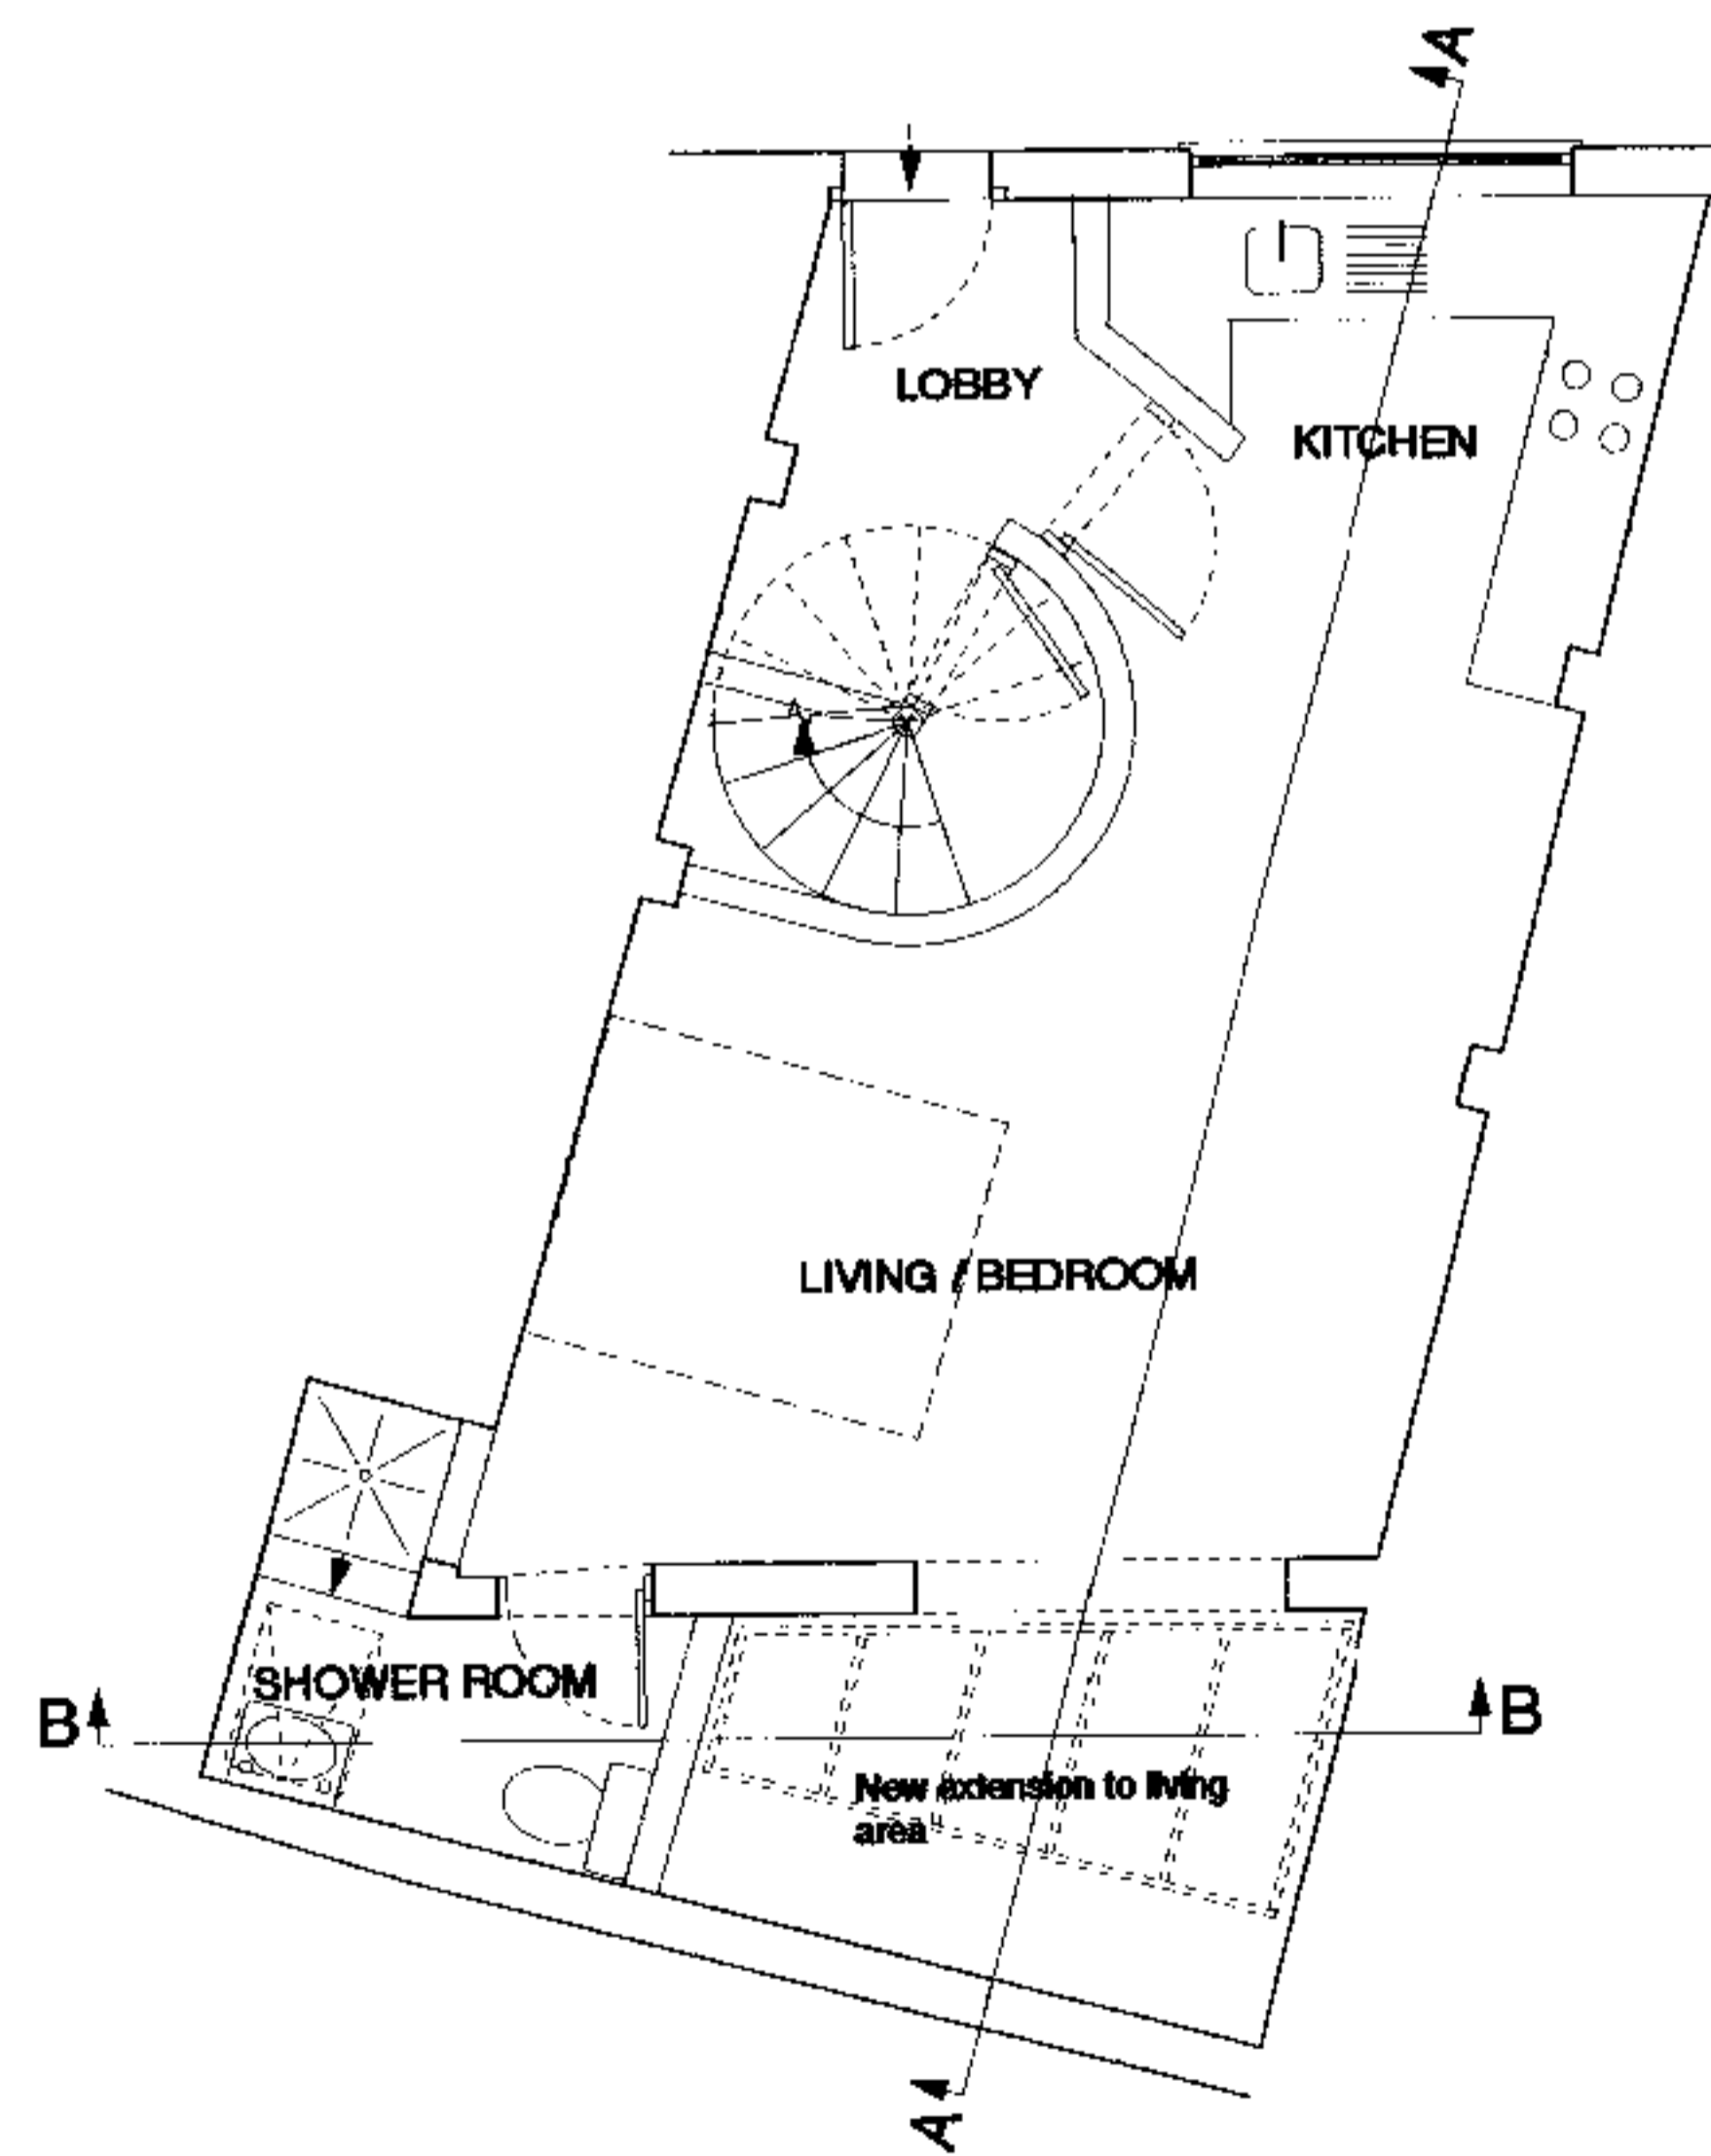 A
LOBBY
KITCHEN
LIVING / BEDROOM
SHOWER ROOM
B
B
New extension to living
area
A